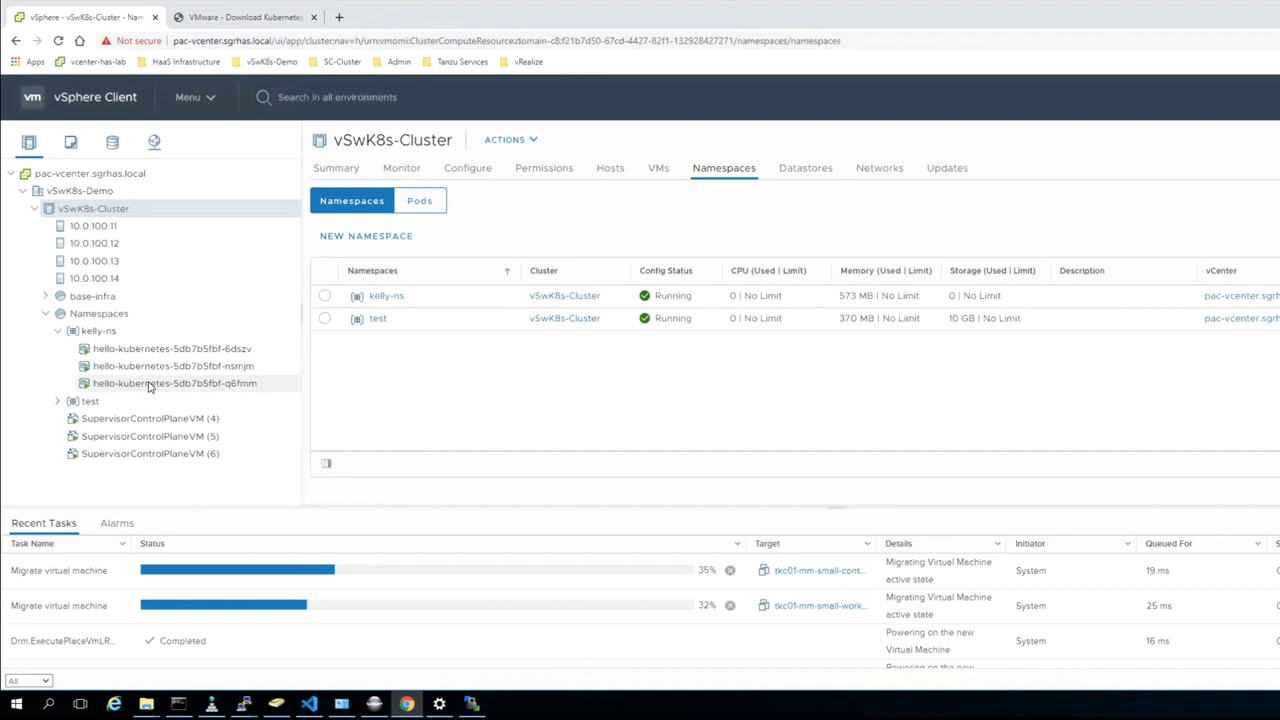 vSphere - vSwK8s-Cluster - Nam
VMware - Download Kubernetes
Not secure
pac-vcenter.sgrhas.local/ui/app/cluster;nav=h/urn:vmomi:ClusterComputeResource:domain-c8:f21b7d50-67cd-4427-82f1-132928427271/namespaces/namespaces
Apps
vcenter-has-lab
HaaS Infrastructure
vSwK8s-Demo
SC-Cluster
Admin
Tanzu Services
vRealize
vm
vSphere Client
Menu
Search in all environments
pac-vcenter.sgrhas.local
vSwK8s-Demo
vSwK8s-Cluster
10.0.100.11
10.0.100.12
10.0.100.13
10.0.100.14
base-infra
Namespaces
kelly-ns
hello-kubernetes-5db7b5fbf-6dszv
hello-kubernetes-5db7b5fbf-nsmjm
hello-kubernetes-5db7b5fbf-q6fmm
test
SupervisorControlPlaneVM (4)
SupervisorControlPlaneVM (5)
SupervisorControlPlaneVM (6)
vSwK8s-Cluster
ACTIONS
Summary Monitor Configure Permissions Hosts VMs Namespaces Datastores Networks Updates
Namespaces Pods
NEW NAMESPACE
Namespaces Cluster Config Status CPU (Used | Limit) Memory (Used | Limit) Storage (Used | Limit) Description vCenter
kelly-ns vSwK8s-Cluster Running 0 | No Limit 573 MB | No Limit 0 | No Limit pac-vcenter.sgrh
test vSwK8s-Cluster Running 0 | No Limit 370 MB | No Limit 10 GB | No Limit pac-vcenter.sgrh
Recent Tasks Alarms
Task Name Status Target Details Initiator Queued For S
Migrate virtual machine 35% tkc01-mm-small-cont... Migrating Virtual Machine active state System 19 ms
Migrate virtual machine 32% tkc01-mm-small-work... Migrating Virtual Machine active state System 25 ms
Drm.ExecutePlaceVmLR... Completed Powering on the new Virtual Machine System 16 ms
Powering on the new
All